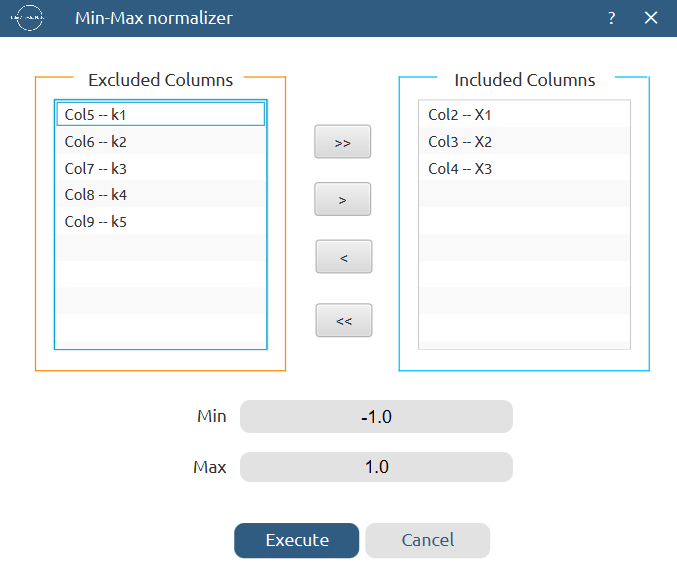 Min-Max normalizer ? ×
Excluded Columns
Col5 -- k1
Col6 -- k2
Col7 -- k3
Col8 -- k4
Col9 -- k5
>>
>
<
<<
Included Columns
Col2 -- X1
Col3 -- X2
Col4 -- X3
Min -1.0
Max 1.0
Execute Cancel